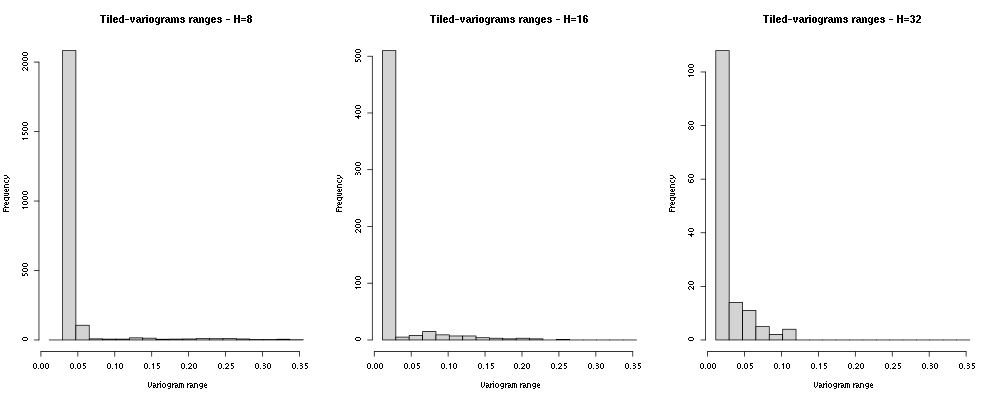 Tiled-variograms ranges - H=8
Frequency
2000
1500
1000
500
0
0.00 0.05 0.10 0.15 0.20 0.25 0.30 0.35
Variogram range
Tiled-variograms ranges - H=16
Frequency
500
400
300
200
100
0
0.00 0.05 0.10 0.15 0.20 0.25 0.30 0.35
Variogram range
Tiled-variograms ranges - H=32
Frequency
100
80
60
40
20
0
0.00 0.05 0.10 0.15 0.20 0.25 0.30 0.35
Variogram range